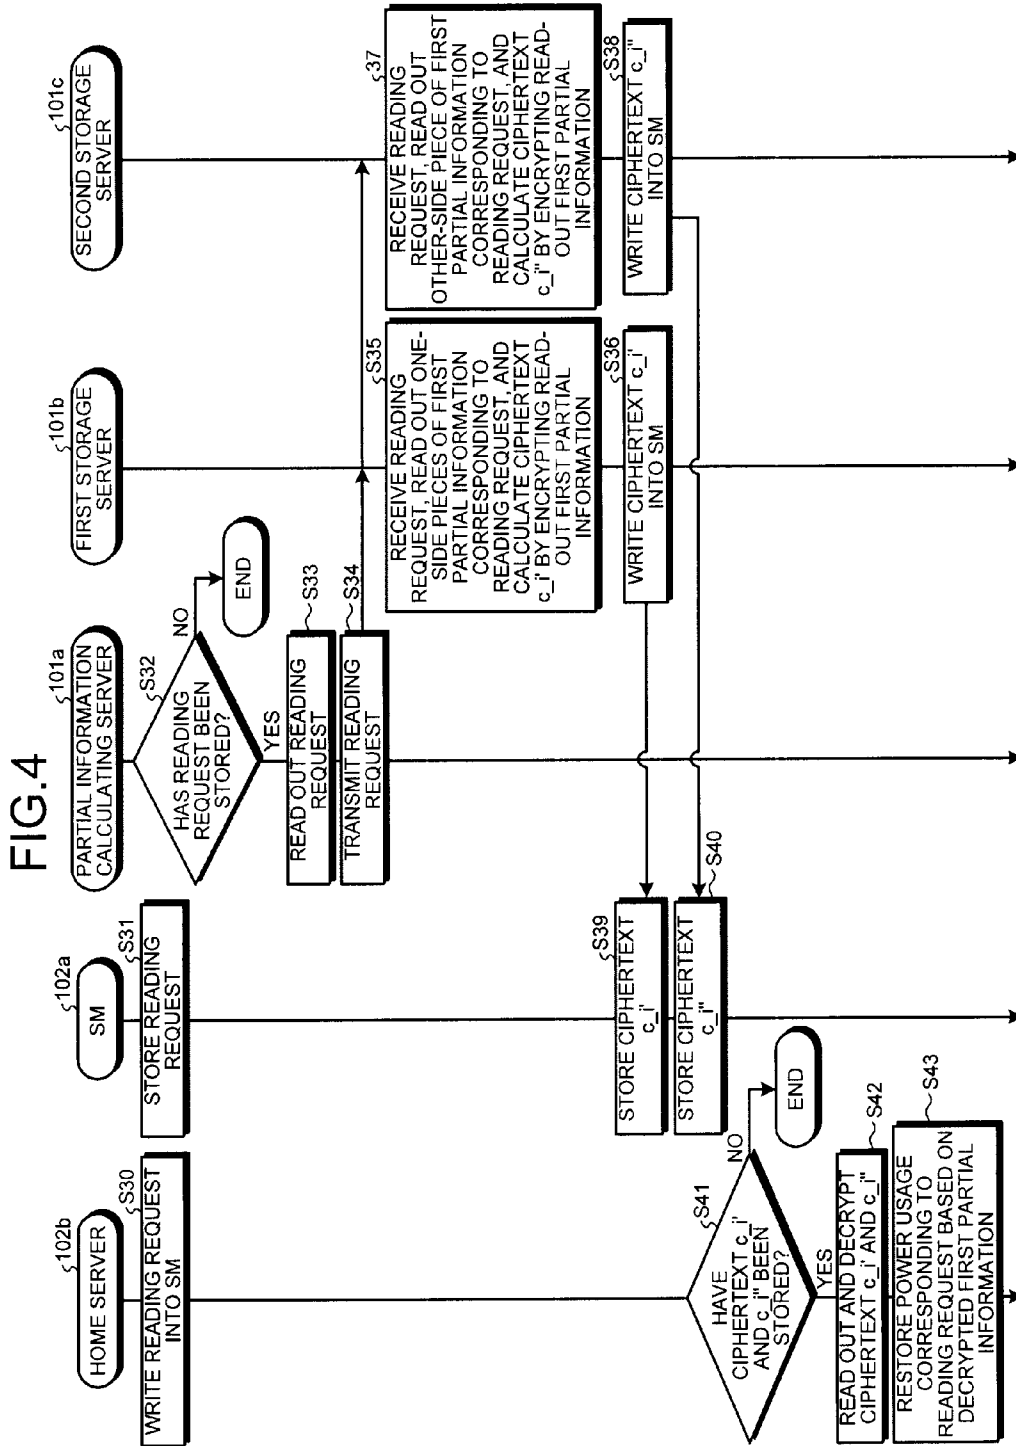 FIG.4
102b
HOME SERVER
S30
WRITE READING REQUEST
INTO SM
S41
HAVE
CIPHERTEXT c_i'
AND c_i" BEEN
STORED?
NO
END
YES
S42
READ OUT AND DECRYPT
CIPHERTEXT c_i' AND c_i"
S43
RESTORE POWER USAGE
CORRESPONDING TO
READING REQUEST BASED ON
DECRYPTED FIRST PARTIAL
INFORMATION
102a
SM
S31
STORE READING
REQUEST
S39
STORE CIPHERTEXT
c_i'
S40
STORE CIPHERTEXT
c_i"
101a
PARTIAL INFORMATION
CALCULATING SERVER
S32
HAS READING
REQUEST BEEN
STORED?
NO
END
YES
S33
READ OUT READING
REQUEST
S34
TRANSMIT READING
REQUEST
101b
FIRST STORAGE
SERVER
S35
RECEIVE READING
REQUEST, READ OUT ONE-
SIDE PIECES OF FIRST
PARTIAL INFORMATION
CORRESPONDING TO
READING REQUEST, AND
CALCULATE CIPHERTEXT
c_i' BY ENCRYPTING READ-
OUT FIRST PARTIAL
INFORMATION
S36
WRITE CIPHERTEXT c_i'
INTO SM
101c
SECOND STORAGE
SERVER
37
RECEIVE READING
REQUEST, READ OUT
OTHER-SIDE PIECE OF FIRST
PARTIAL INFORMATION
CORRESPONDING TO
READING REQUEST, AND
CALCULATE CIPHERTEXT
c_i" BY ENCRYPTING READ-
OUT FIRST PARTIAL
INFORMATION
S38
WRITE CIPHERTEXT c_i"
INTO SM